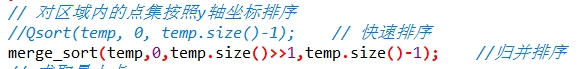 // 对区域内的点集按照y轴坐标排序
//Qsort(temp, 0, temp.size()-1);    // 快速排序
merge_sort(temp,0,temp.size()>>1,temp.size()-1);    //归并排序